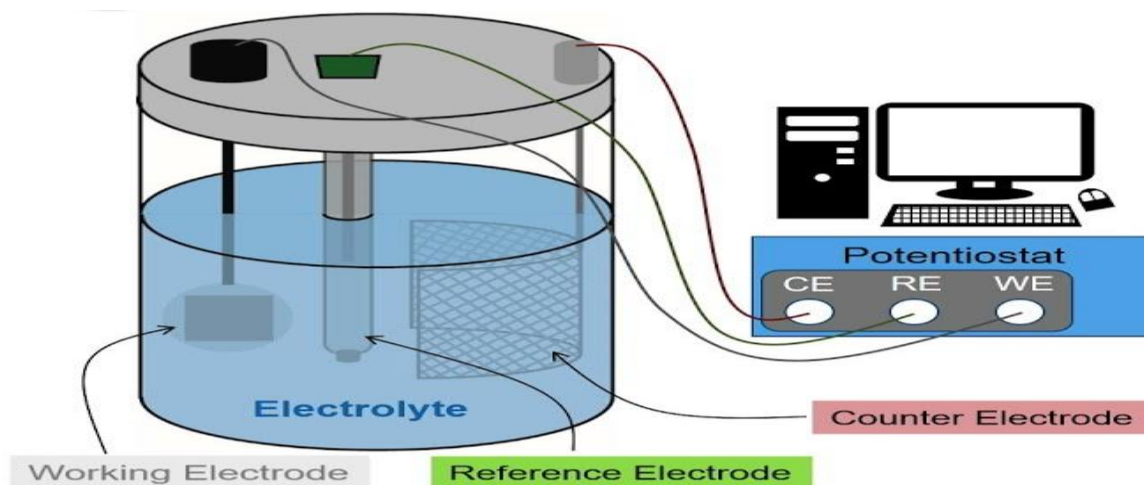 Potentiostat
CE RE WE
Electrolyte
Counter Electrode
Working Electrode
Reference Electrode